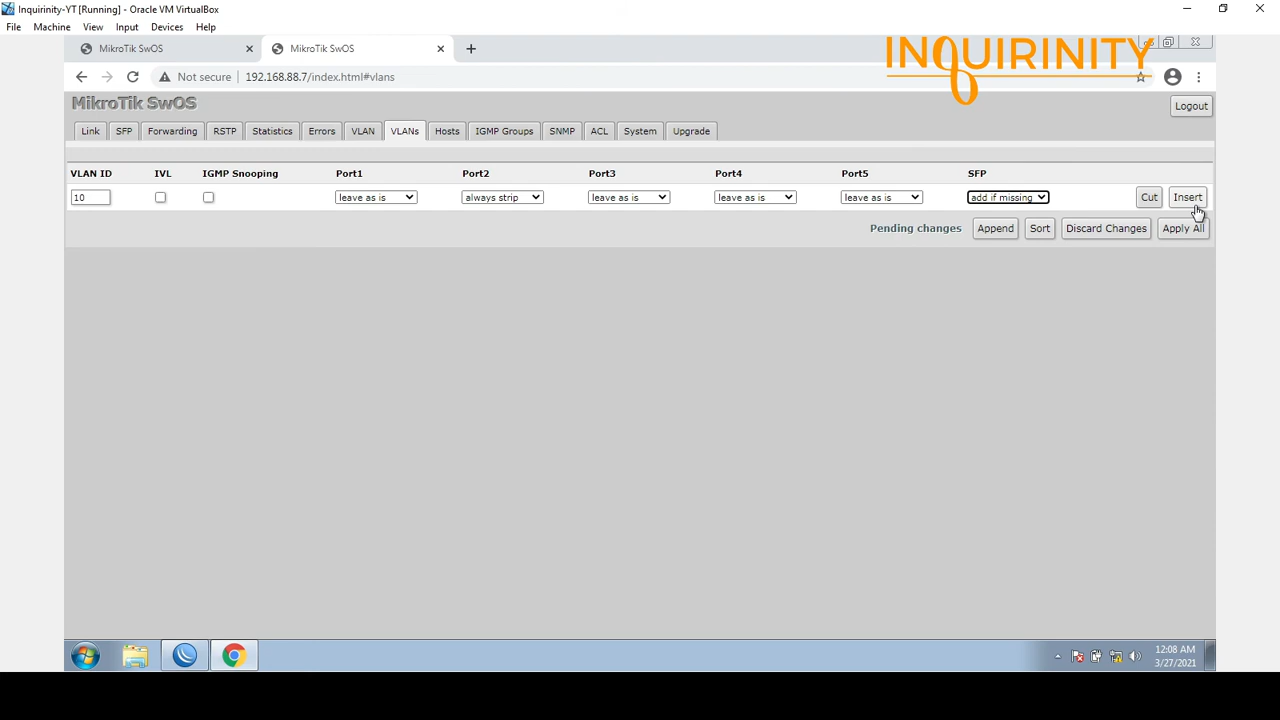 Inquirinity-YT [Running] - Oracle VM VirtualBox
File Machine View Input Devices Help
MikroTik SwOS MikroTik SwOS
INQUIRINITY
Not secure 192.168.88.7/index.html#vlans
MikroTik SwOS
Logout
Link SFP Forwarding RSTP Statistics Errors VLAN VLANs Hosts IGMP Groups SNMP ACL System Upgrade
VLAN ID IVL IGMP Snooping Port1 Port2 Port3 Port4 Port5 SFP
10 leave as is always strip leave as is leave as is leave as is add if missing Cut Insert
Pending changes Append Sort Discard Changes Apply All
12:08 AM
3/27/2021